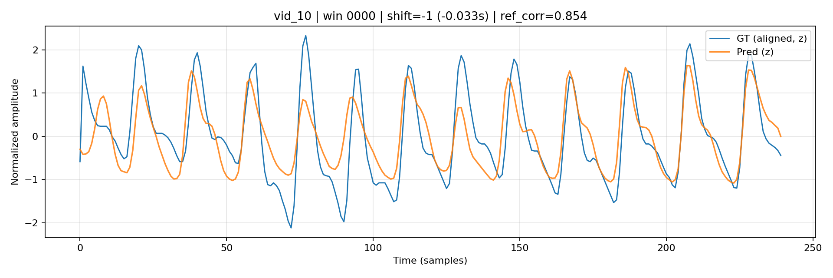 vid_10 | win 0000 | shift=-1 (-0.033s) | ref_corr=0.854
GT (aligned, z)
Pred (z)
Normalized amplitude
2
1
0
−1
−2
0
50
100
150
200
250
Time (samples)